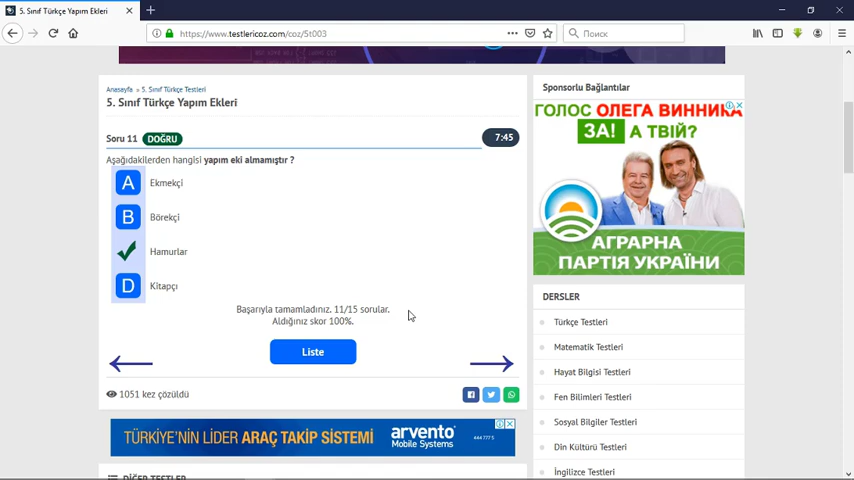 5. Sınıf Türkçe Yapım Ekleri
https://www.testlericoz.com/coz/St003
Поиск
Anasayfa » 5. Sınıf Türkçe Testleri
5. Sınıf Türkçe Yapım Ekleri
Soru 11 DOĞRU
7:45
Aşağıdakilerden hangisi yapım eki almamıştır ?
A Ekmekçi
B Börekçi
Hamurlar
D Kitapçı
Başarıyla tamamladınız. 11/15 sorular.
Aldığınız skor 100%.
Liste
1051 kez çözüldü
TÜRKİYE'NİN LİDER ARAÇ TAKİP SİSTEMİ
arvento
Mobile Systems
444 777 5
DİĞER TESTLER
Sponsorlu Bağlantılar
ГОЛОС ОЛЕГА ВИННИКА
ЗА! А ТВІЙ?
АГРАРНА
ПАРТІЯ УКРАЇНИ
DERSLER
Türkçe Testleri
Matematik Testleri
Hayat Bilgisi Testleri
Fen Bilimleri Testleri
Sosyal Bilgiler Testleri
Din Kültürü Testleri
İngilizce Testleri